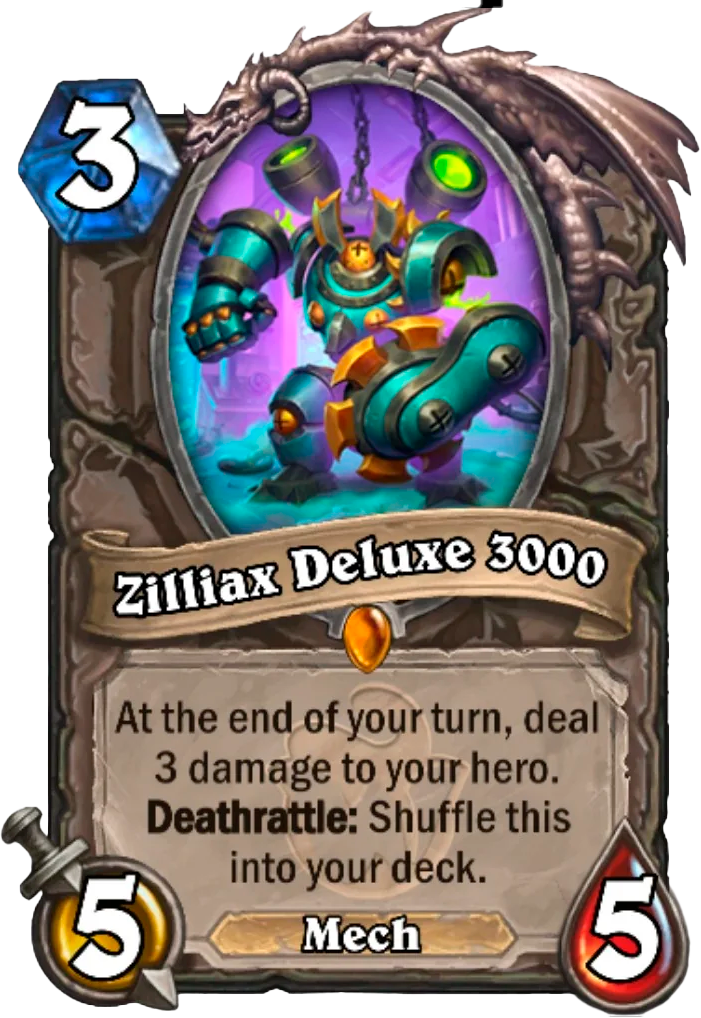 3
Zilliax Deluxe 3000
At the end of your turn, deal
3 damage to your hero.
Deathrattle: Shuffle this
into your deck.
5
Mech
5